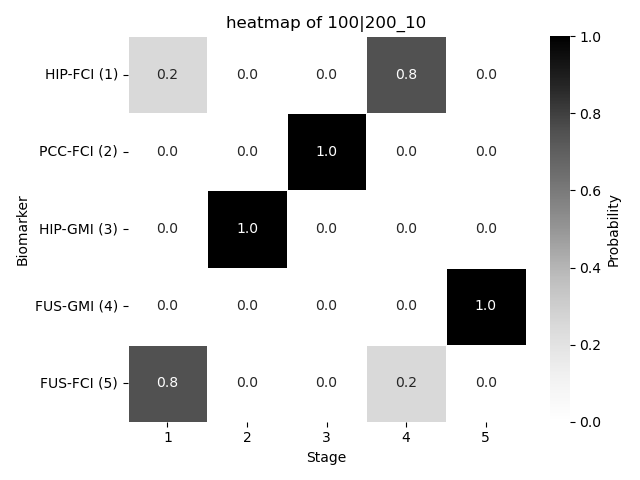 heatmap of 100|200_10
HIP-FCI (1) 0.2 0.0 0.0 0.8 0.0
PCC-FCI (2) 0.0 0.0 1.0 0.0 0.0
HIP-GMI (3) 0.0 1.0 0.0 0.0 0.0
FUS-GMI (4) 0.0 0.0 0.0 0.0 1.0
FUS-FCI (5) 0.8 0.0 0.0 0.2 0.0
1 2 3 4 5
Stage
Biomarker
1.0
0.8
0.6
0.4
0.2
0.0
Probability